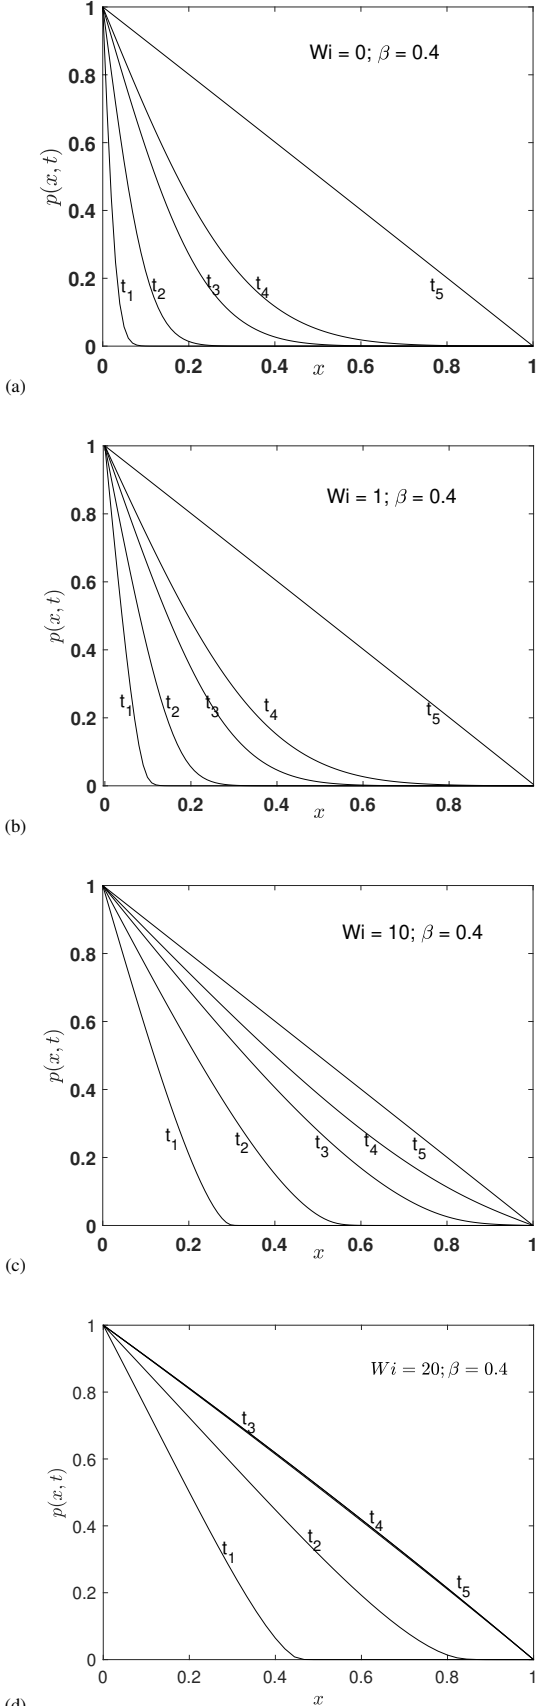 1
Wi = 0; β = 0.4
0.8
0.6
p(x, t)
0.4
0.2
t1 t2 t3 t4 t5
0
0 0.2 0.4 0.6 0.8 1
x
(a)
1
Wi = 1; β = 0.4
0.8
0.6
p(x, t)
0.4
0.2
t1 t2 t3 t4 t5
0
0 0.2 0.4 0.6 0.8
x
(b)
1
Wi = 10; β = 0.4
0.8
0.6
p(x, t)
0.4
t1 t2 t3 t4 t5
0.2
0
0 0.2 0.4 0.6 0.8 1
x
(c)
1
Wi = 20; β = 0.4
0.8
t3
0.6
p(x, t)
0.4
t4
t1 t2
t5
0.2
0
0 0.2 0.4 0.6 0.8 1
x
(d)